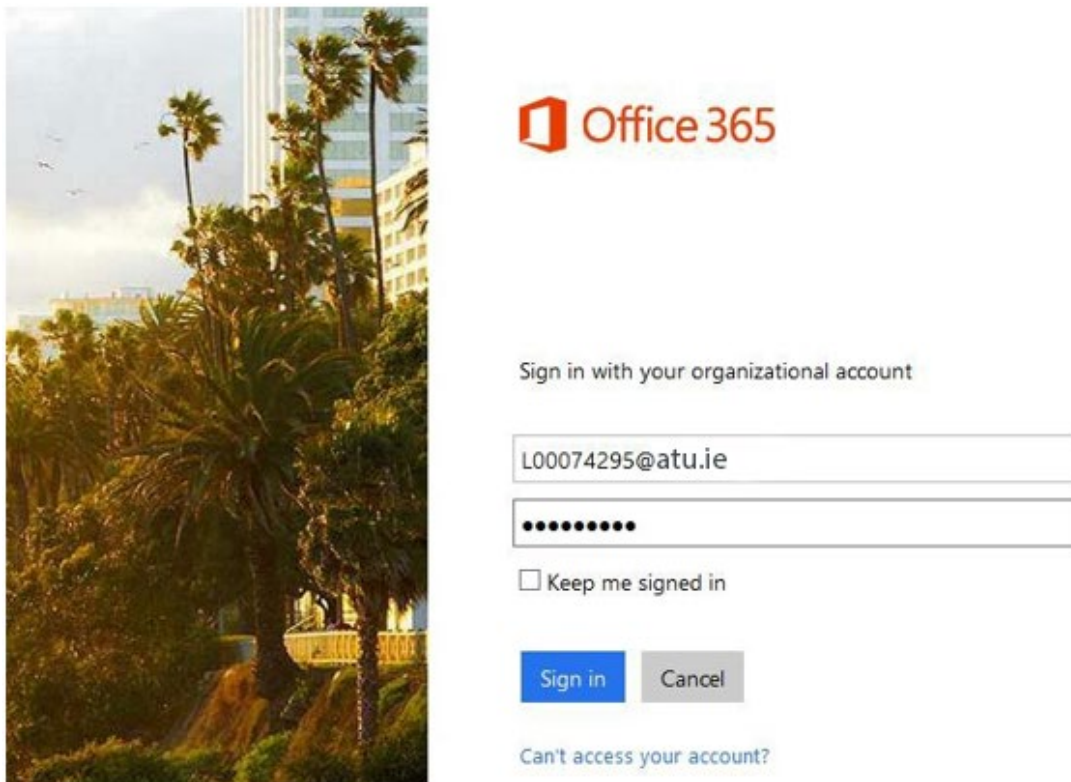 Office 365
Sign in with your organizational account
L00074295@atu.ie
•••••••••
Keep me signed in
Sign in Cancel
Can't access your account?